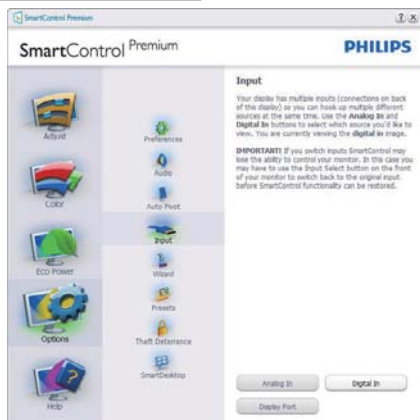 SmartControl Premium
SmartControl Premium
PHILIPS
Adjust
Color
Eco Power
Options
Help
Preferences
Audio
Auto Pivot
Input
Wizard
Presets
Theft Deterrence
SmartDesktop
Input
Your display has multiple inputs (connections on back
of this display) so you can hook up multiple different
sources at the same time. Use the Analog In and
Digital In buttons to select which source you'd like to
view. You are currently viewing the digital in image.
IMPORTANT! If you switch inputs SmartControl may
lose the ability to control your monitor. In this case you
may have to use the Input Select button on the front
of your monitor to switch back to the original input
before SmartControl functionality can be restored.
Analog In
Digital In
Display Port